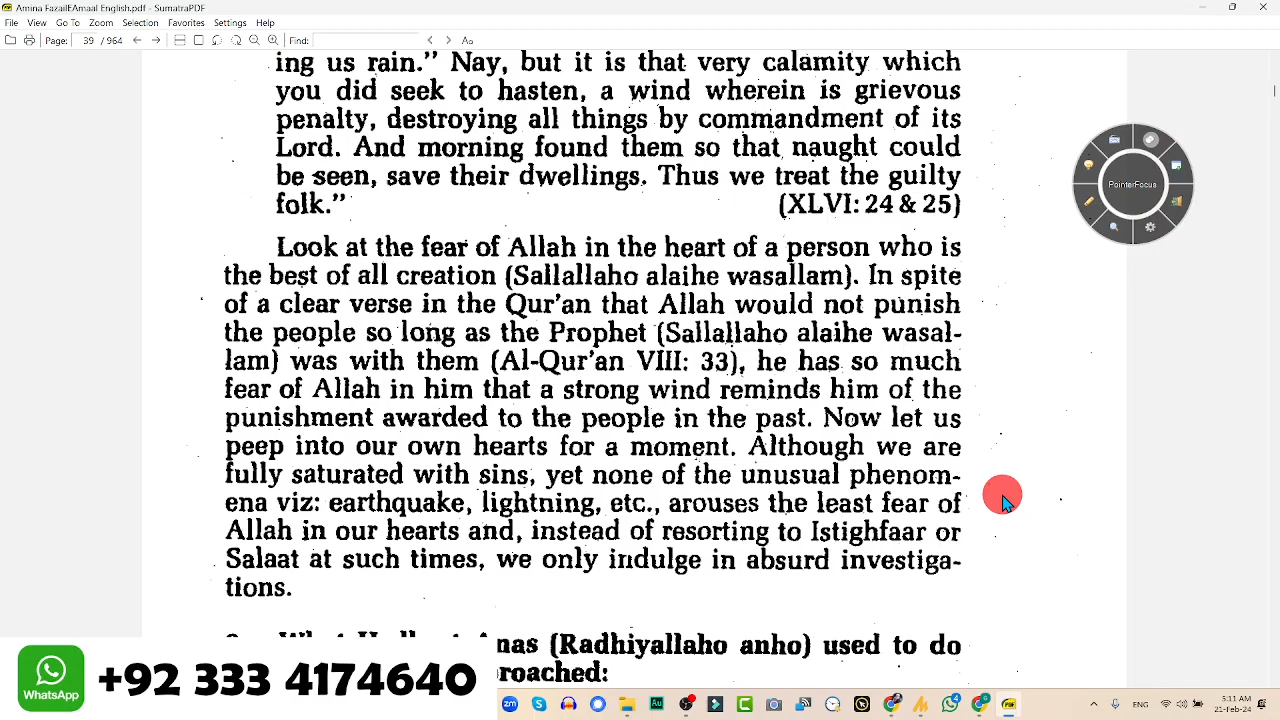 Amina FazailEAmaal English.pdf - SumatraPDF
File View Go To Zoom Selection Favorites Settings Help
Page: 39 / 964 Find: Aa
ing us rain.” Nay, but it is that very calamity which
you did seek to hasten, a wind wherein is grievous
penalty, destroying all things by commandment of its
Lord. And morning found them so that naught could
be seen, save their dwellings. Thus we treat the guilty
folk.” (XLVI: 24 & 25)
PointerFocus
Look at the fear of Allah in the heart of a person who is
the best of all creation (Sallallaho alaihe wasallam). In spite
of a clear verse in the Qur’an that Allah would not punish
the people so long as the Prophet (Sallallaho alaihe wasal-
lam) was with them (Al-Qur’an VIII: 33), he has so much
fear of Allah in him that a strong wind reminds him of the
punishment awarded to the people in the past. Now let us
peep into our own hearts for a moment. Although we are
fully saturated with sins, yet none of the unusual phenom-
ena viz: earthquake, lightning, etc., arouses the least fear of
Allah in our hearts and, instead of resorting to Istighfaar or
Salaat at such times, we only indulge in absurd investiga-
tions.
(Radhiyallaho anho) used to do
WhatsApp +92 333 4174640
ENG 5:11 AM
21-Feb-24